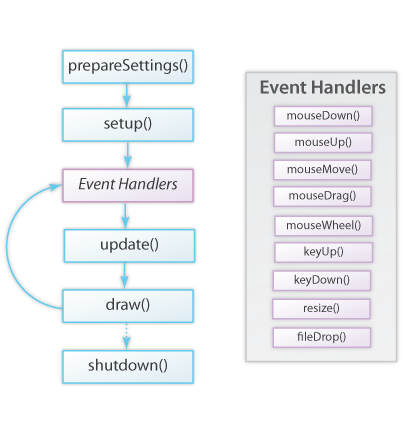 prepareSettings()
setup()
Event Handlers
update()
draw()
shutdown()
Event Handlers
mouseDown()
mouseUp()
mouseMove()
mouseDrag()
mouseWheel()
keyUp()
keyDown()
resize()
fileDrop()